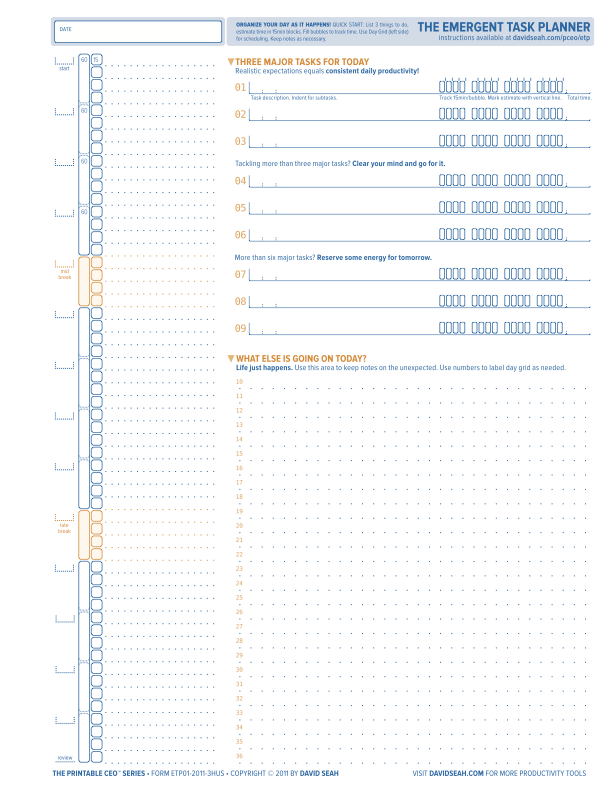 DATE
ORGANIZE YOUR DAY AS IT HAPPENS! QUICK START: List 3 things to do,
estimate time in 15min blocks. Fill bubbles to track time. Use Day Grid (left side)
for scheduling. Keep notes as necessary.
THE EMERGENT TASK PLANNER
instructions available at davidseah.com/pceo/etp
start
60 15
60
60
60
mid
break
late
break
review
THREE MAJOR TASKS FOR TODAY
Realistic expectations equals consistent daily productivity!
01
Task description. Indent for subtasks. Track 15min/bubble. Mark estimate with vertical line. Total time.
02
03
Tackling more than three major tasks? Clear your mind and go for it.
04
05
06
More than six major tasks? Reserve some energy for tomorrow.
07
08
09
WHAT ELSE IS GOING ON TODAY?
Life just happens. Use this area to keep notes on the unexpected. Use numbers to label day grid as needed.
10
11
12
13
14
15
16
17
18
19
20
21
22
23
24
25
26
27
28
29
30
31
32
33
34
35
36
THE PRINTABLE CEO™ SERIES • FORM ETP01-2011-3HUS • COPYRIGHT © 2011 BY DAVID SEAH
VISIT DAVIDSEAH.COM FOR MORE PRODUCTIVITY TOOLS